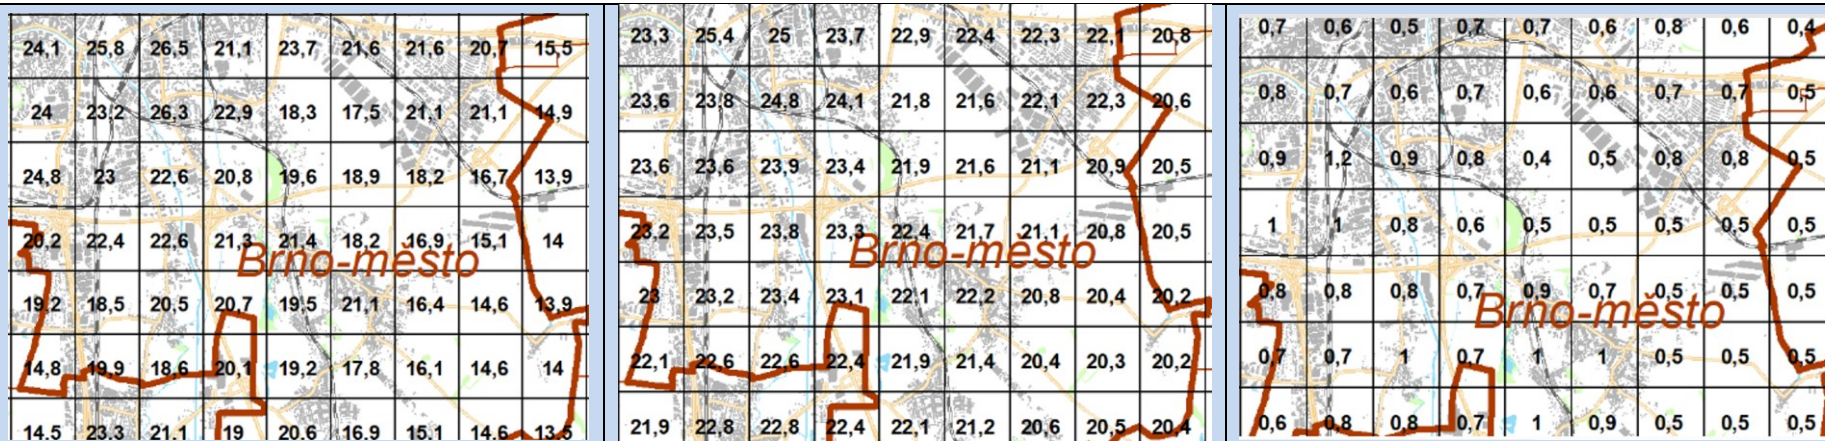 24,1 25,8 26,5 21,1 23,7 21,6 21,6 20,7 15,5
24 23,2 26,3 22,9 18,3 17,5 21,1 21,1 14,9
24,8 23 22,6 20,8 19,6 18,9 18,2 16,7 13,9
20,2 22,4 22,6 21,3 21,4 18,2 16,9 15,1 14
Brno-město
19,2 18,5 20,5 20,7 19,5 21,1 16,4 14,6 13,9
14,8 19,9 18,6 20,1 19,2 17,8 16,1 14,6 14
14,5 23,3 21,1 19 20,6 16,9 15,1 14,6 13,5
23,3 25,4 25 23,7 22,9 22,4 22,3 22,1 20,8
23,6 23,8 24,8 24,1 21,8 21,6 22,1 22,3 20,6
23,6 23,6 23,9 23,4 21,9 21,6 21,1 20,9 20,5
23,2 23,5 23,8 23,3 22,4 21,7 21,1 20,8 20,5
Brno-město
23 23,2 23,4 23,1 22,1 22,2 20,8 20,4 20,2
22,1 22,6 22,6 22,4 21,9 21,4 20,4 20,3 20,2
21,9 22,8 22,8 22,4 22,1 21,2 20,6 20,5 20,4
0,7 0,6 0,5 0,7 0,7 0,6 0,8 0,6 0,4
0,8 0,7 0,6 0,7 0,6 0,6 0,7 0,7 0,5
0,9 1,2 0,9 0,8 0,4 0,5 0,8 0,8 0,5
1 1 0,8 0,6 0,5 0,5 0,5 0,5 0,5
0,8 0,8 0,8 0,7 0,9 0,7 0,5 0,5 0,5
Brno-město
0,7 0,7 1 0,7 1 1 0,5 0,5 0,5
0,6 0,8 0,8 0,7 1 0,9 0,5 0,5 0,5